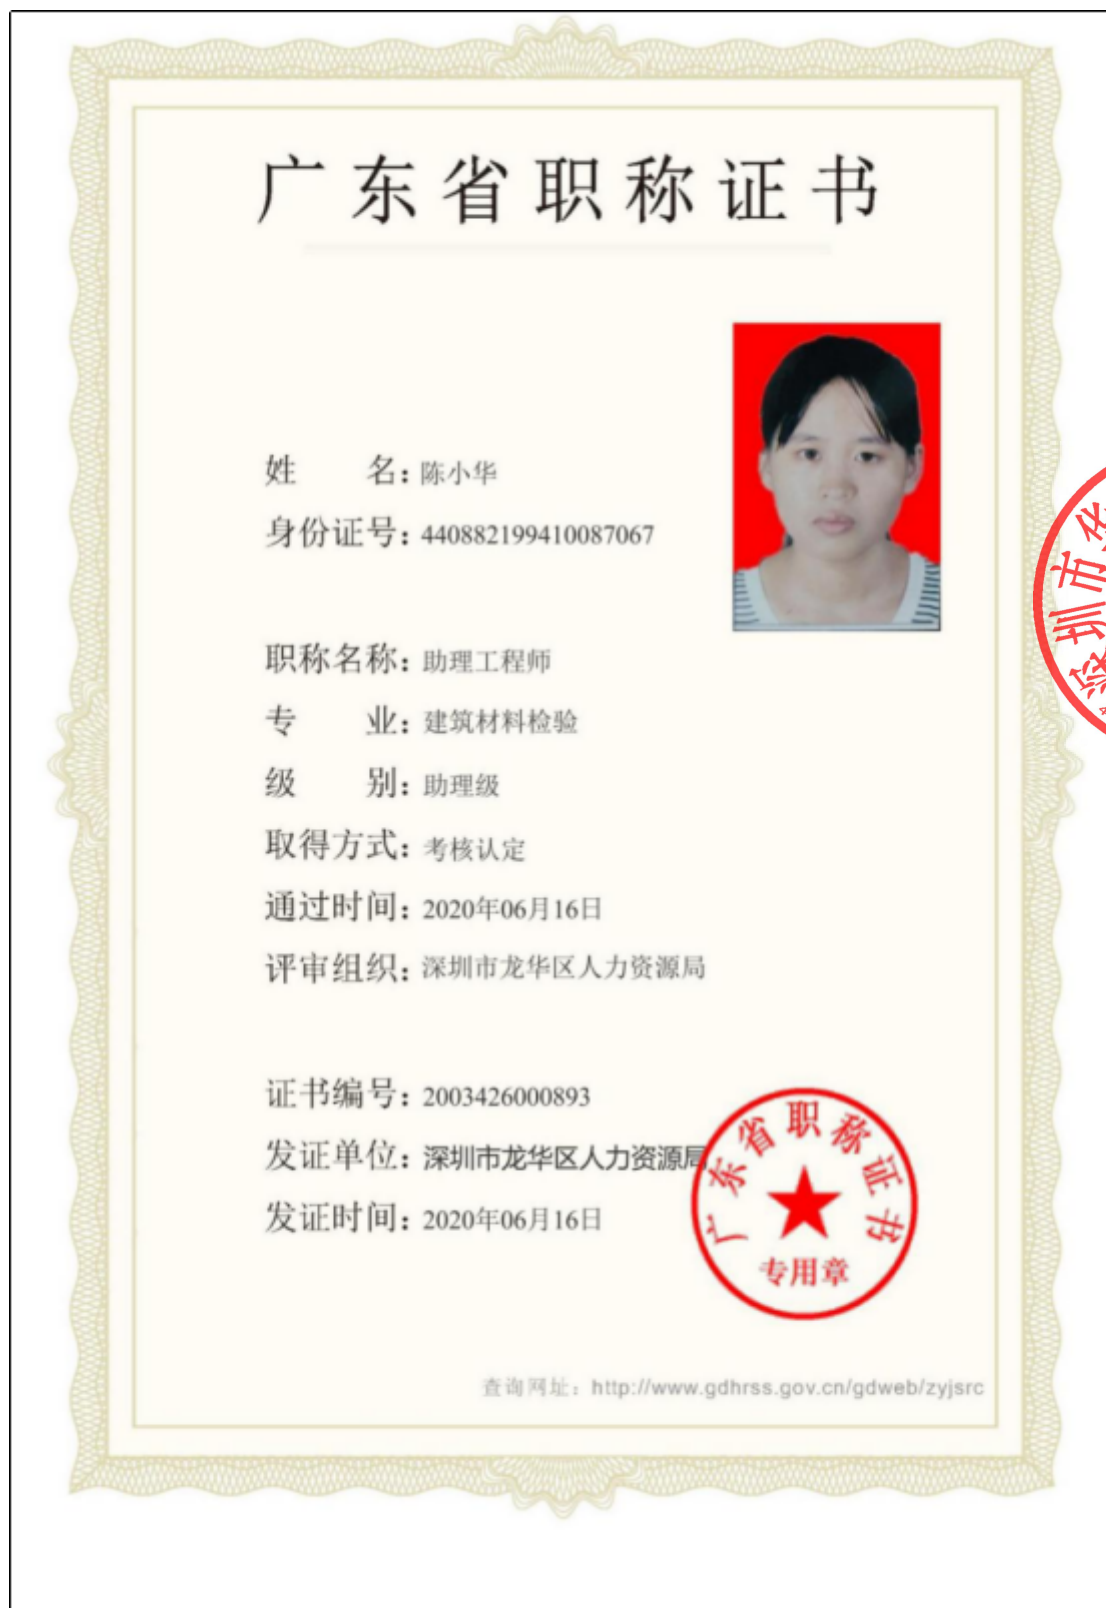 广东省职称证书
姓 名：陈小华
身份证号：440882199410087067
职称名称：助理工程师
专 业：建筑材料检验
级 别：助理级
取得方式：考核认定
通过时间：2020年06月16日
评审组织：深圳市龙华区人力资源局
证书编号：2003426000893
发证单位：深圳市龙华区人力资源局
发证时间：2020年06月16日
广东省职称证书
专用章
查询网址：http://www.gdhrss.gov.cn/gdweb/zyjsrc
深圳市华